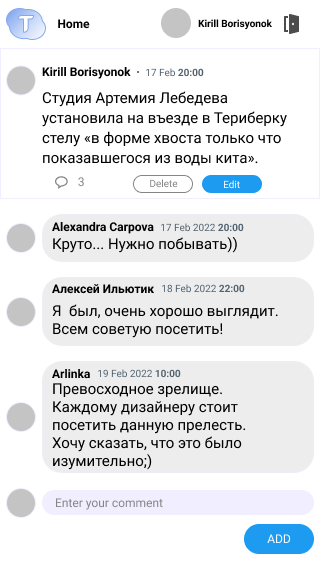 T Home Kirill Borisyonok
Kirill Borisyonok · 17 Feb 20:00
Студия Артемия Лебедева
установила на въезде в Териберку
стелу «в форме хвоста только что
показавшегося из воды кита».
3 Delete Edit
Alexandra Carpova 17 Feb 2022 20:00
Круто... Нужно побывать))
Алексей Ильютик 18 Feb 2022 22:00
Я был, очень хорошо выглядит.
Всем советую посетить!
Arlinka 19 Feb 2022 10:00
Превосходное зрелище.
Каждому дизайнеру стоит
посетить данную прелесть.
Хочу сказать, что это было
изумительно;)
Enter your comment
ADD